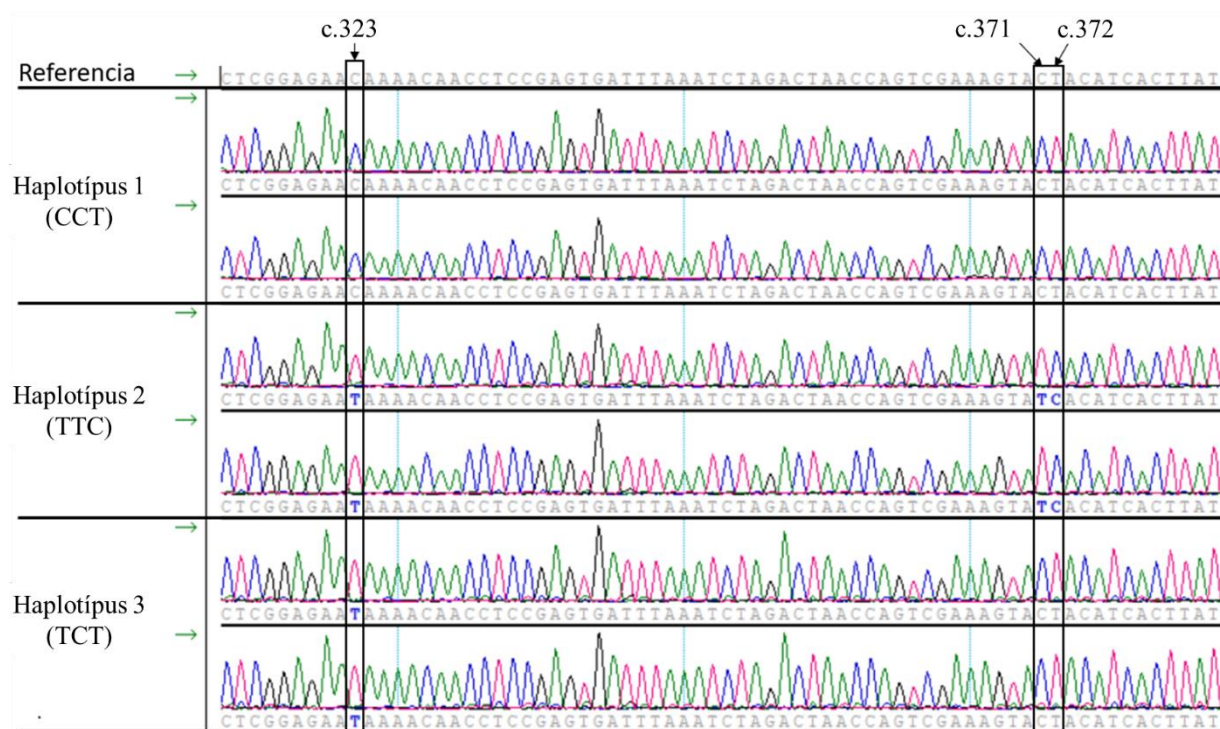 c.323 c.371 c.372
Referencia → CTCGGAGAACAAAACAACCTCCGAGTGATTTAAATCTAGACTAACCAGTCGAAAGTACTACATCACTTAT
→
Haplotípus 1
(CCT)
CTCGGAGAACAAAACAACCTCCGAGTGATTTAAATCTAGACTAACCAGTCGAAAGTACTACATCACTTAT
→
CTCGGAGAACAAAACAACCTCCGAGTGATTTAAATCTAGACTAACCAGTCGAAAGTACTACATCACTTAT
→
Haplotípus 2
(TTC)
CTCGGAGAATAAAACAACCTCCGAGTGATTTAAATCTAGACTAACCAGTCGAAAGTATCACATCACTTAT
→
CTCGGAGAATAAAACAACCTCCGAGTGATTTAAATCTAGACTAACCAGTCGAAAGTATCACATCACTTAT
→
Haplotípus 3
(TCT)
CTCGGAGAATAAAACAACCTCCGAGTGATTTAAATCTAGACTAACCAGTCGAAAGTACTACATCACTTAT
→
CTCGGAGAATAAAACAACCTCCGAGTGATTTAAATCTAGACTAACCAGTCGAAAGTACTACATCACTTAT